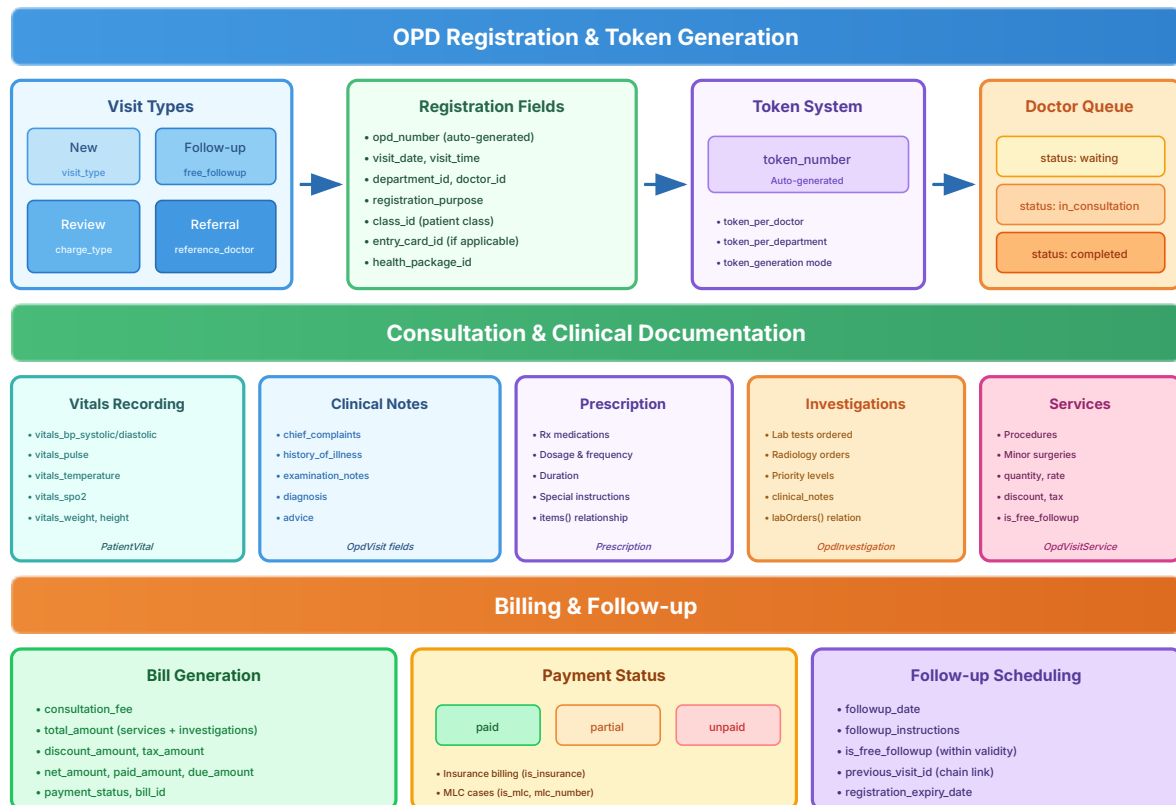 OPD Registration & Token Generation
Visit Types
New
visit_type
Follow-up
free_followup
Review
charge_type
Referral
reference_doctor
Registration Fields
• opd_number (auto-generated)
• visit_date, visit_time
• department_id, doctor_id
• registration_purpose
• class_id (patient class)
• entry_card_id (if applicable)
• health_package_id
Token System
token_number
Auto-generated
• token_per_doctor
• token_per_department
• token_generation mode
Doctor Queue
status: waiting
status: in_consultation
status: completed
Consultation & Clinical Documentation
Vitals Recording
• vitals_bp_systolic/diastolic
• vitals_pulse
• vitals_temperature
• vitals_spo2
• vitals_weight, height
PatientVital
Clinical Notes
• chief_complaints
• history_of_illness
• examination_notes
• diagnosis
• advice
OpdVisit fields
Prescription
• Rx medications
• Dosage & frequency
• Duration
• Special instructions
• items() relationship
Prescription
Investigations
• Lab tests ordered
• Radiology orders
• Priority levels
• clinical_notes
• labOrders() relation
OpdInvestigation
Services
• Procedures
• Minor surgeries
• quantity, rate
• discount, tax
• is_free_followup
OpdVisitService
Billing & Follow-up
Bill Generation
• consultation_fee
• total_amount (services + investigations)
• discount_amount, tax_amount
• net_amount, paid_amount, due_amount
• payment_status, bill_id
Payment Status
paid
partial
unpaid
• Insurance billing (is_insurance)
• MLC cases (is_mlc, mlc_number)
Follow-up Scheduling
• followup_date
• followup_instructions
• is_free_followup (within validity)
• previous_visit_id (chain link)
• registration_expiry_date